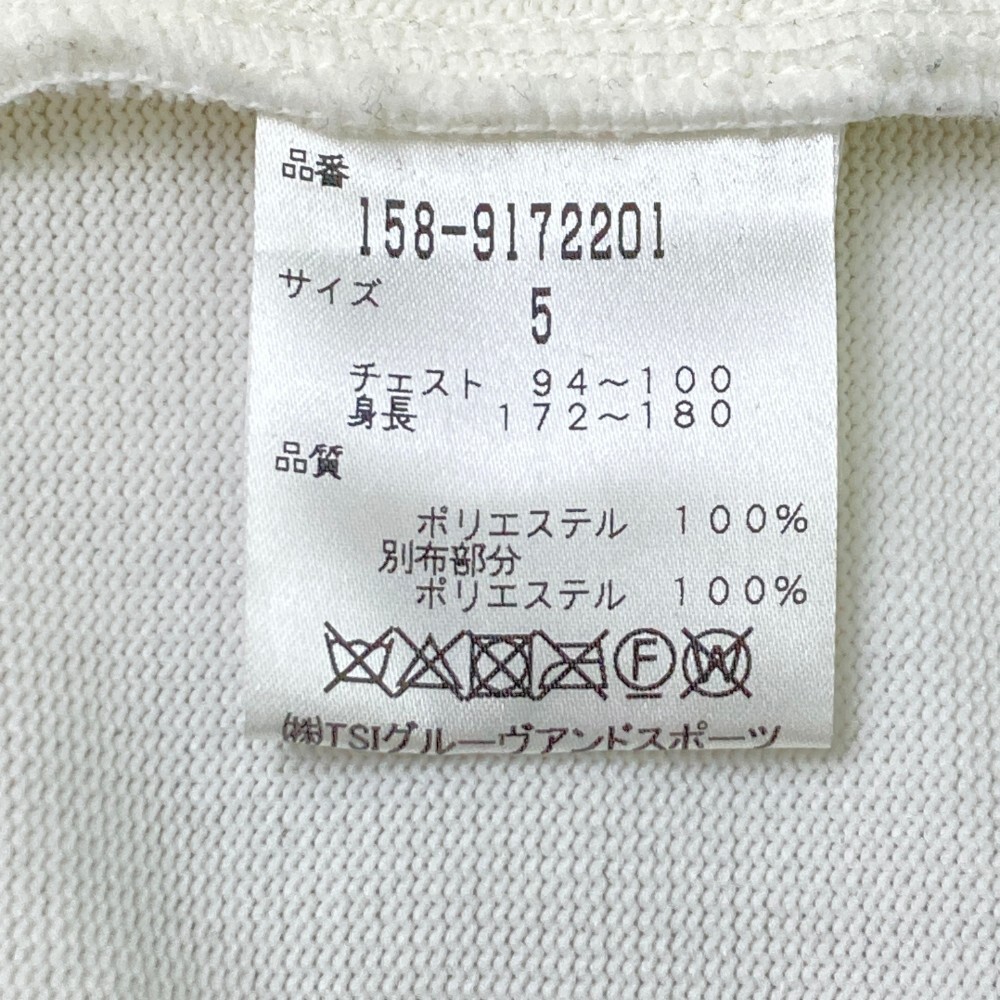 品番
158-9172201
サイズ
5
チェスト 94～100
身長 172～180
品質
ポリエステル 100%
別布部分
ポリエステル 100%
F W
㈱TSIグルーヴアンドスポーツ